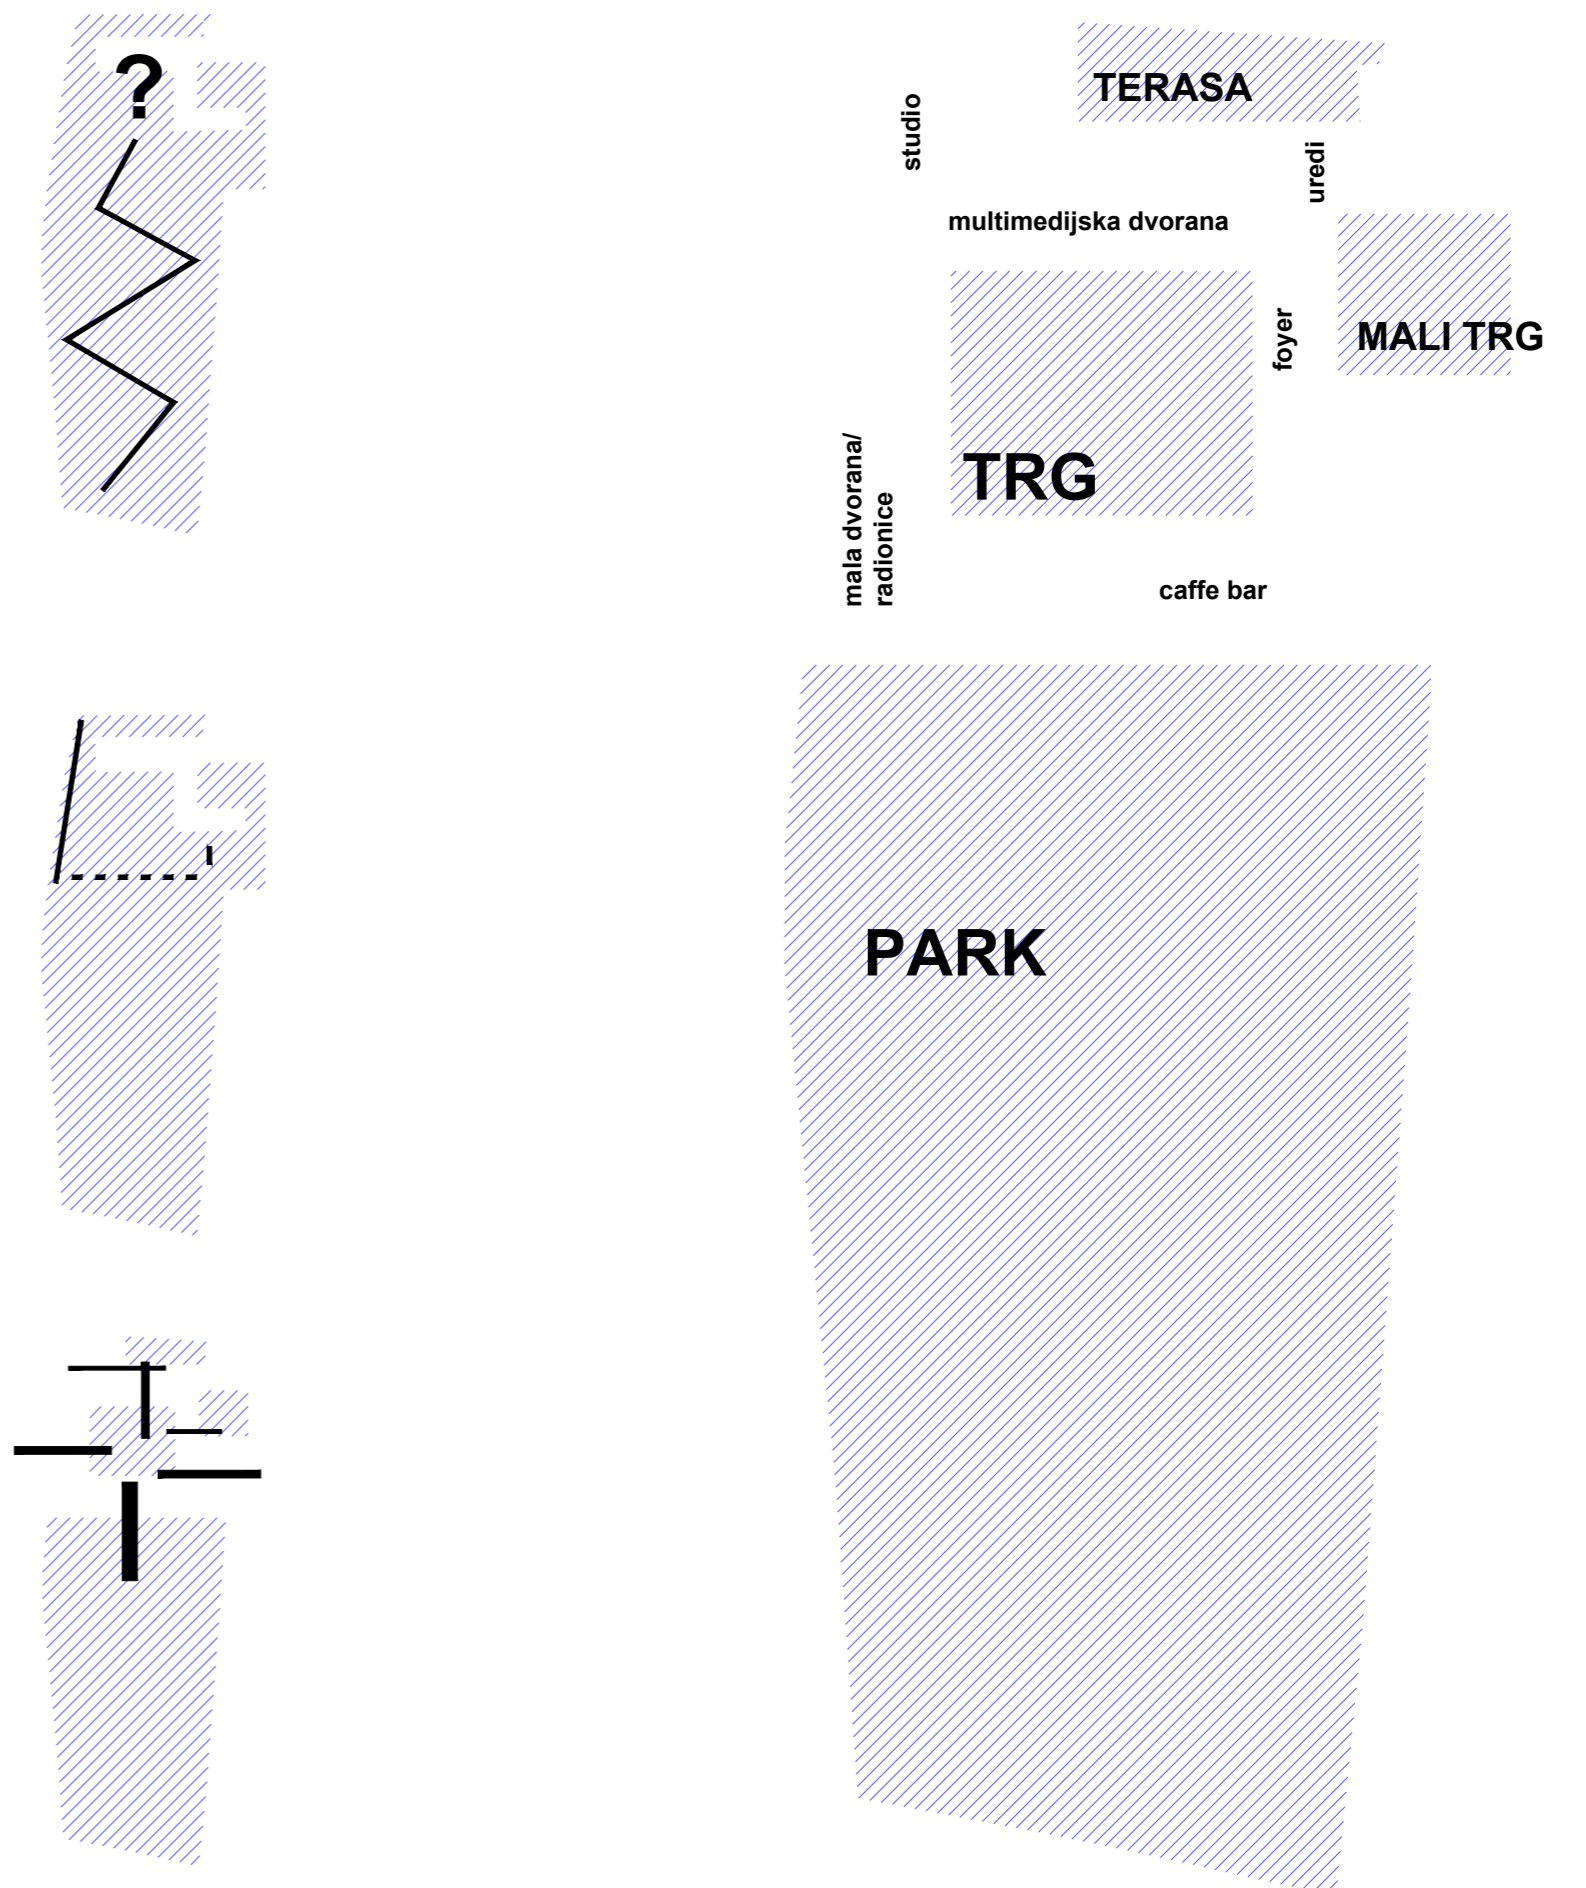 ?
TERASA
studio
uredi
multimedijska dvorana
foyer
MALI TRG
TRG
mala dvorana/
radionice
caffe bar
PARK